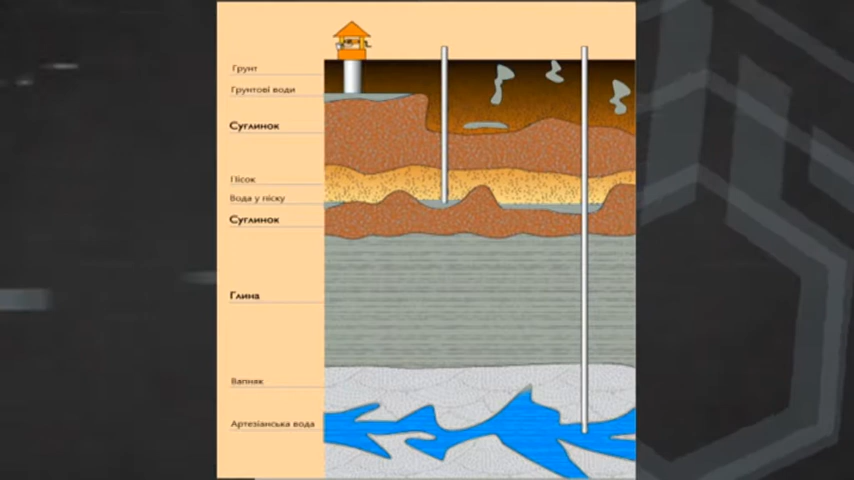 Грунт
Грунтові води
Суглинок
Пісок
Вода у піску
Суглинок
Глина
Вапняк
Артезіанська вода